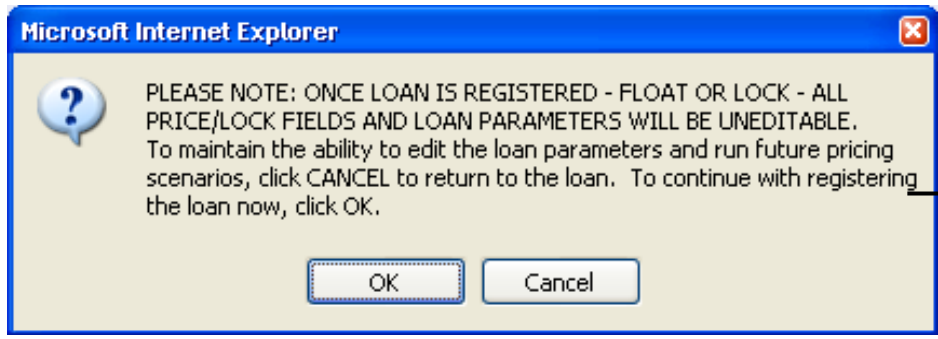 Microsoft Internet Explorer
PLEASE NOTE: ONCE LOAN IS REGISTERED - FLOAT OR LOCK - ALL
PRICE/LOCK FIELDS AND LOAN PARAMETERS WILL BE UNEDITABLE.
To maintain the ability to edit the loan parameters and run future pricing
scenarios, click CANCEL to return to the loan.  To continue with registering
the loan now, click OK.
OK
Cancel